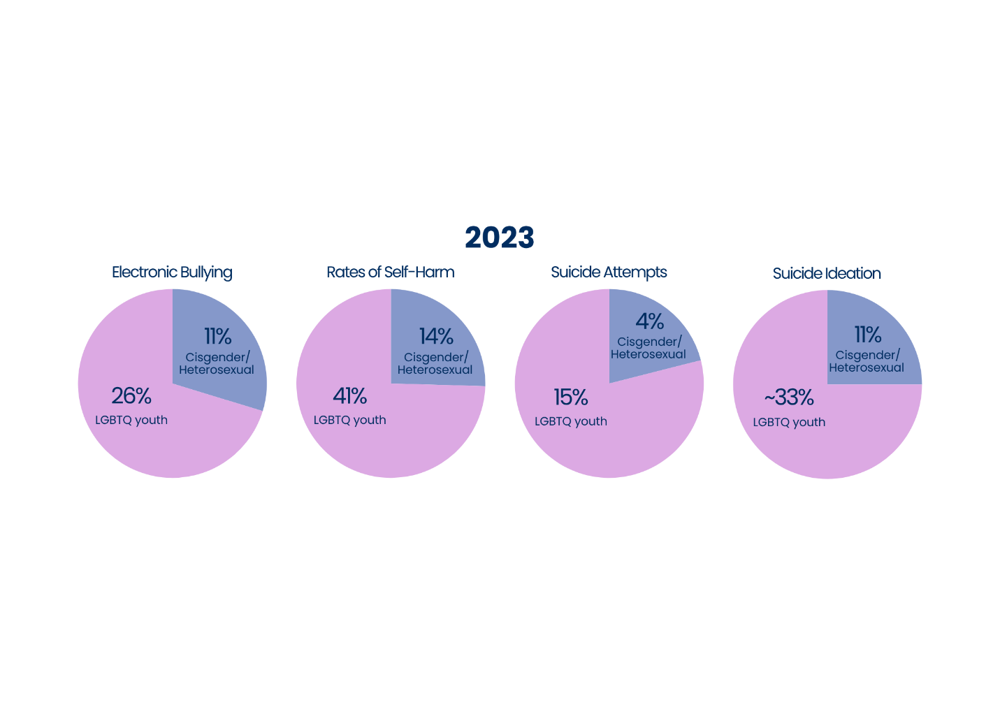 2023
Electronic Bullying
11%
Cisgender/
Heterosexual
26%
LGBTQ youth
Rates of Self-Harm
14%
Cisgender/
Heterosexual
41%
LGBTQ youth
Suicide Attempts
4%
Cisgender/
Heterosexual
15%
LGBTQ youth
Suicide Ideation
11%
Cisgender/
Heterosexual
~33%
LGBTQ youth